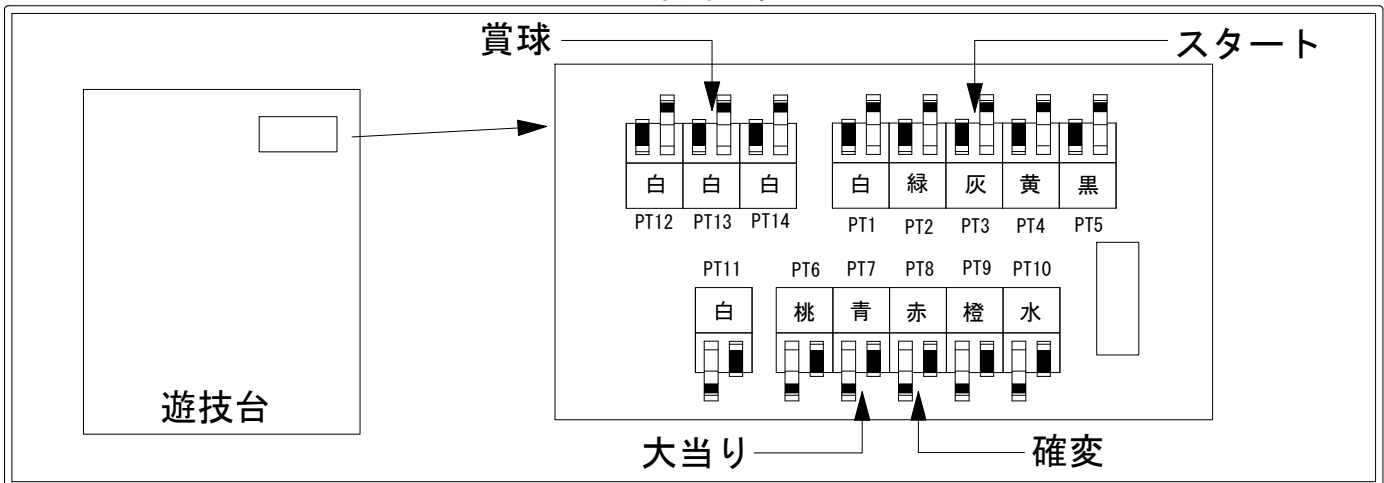 賞球
スタート
白 白 白 白 緑 灰 黄 黒
PT12 PT13 PT14 PT1 PT2 PT3 PT4 PT5
PT11 PT6 PT7 PT8 PT9 PT10
白 桃 青 赤 橙 水
遊技台
大当り
確変